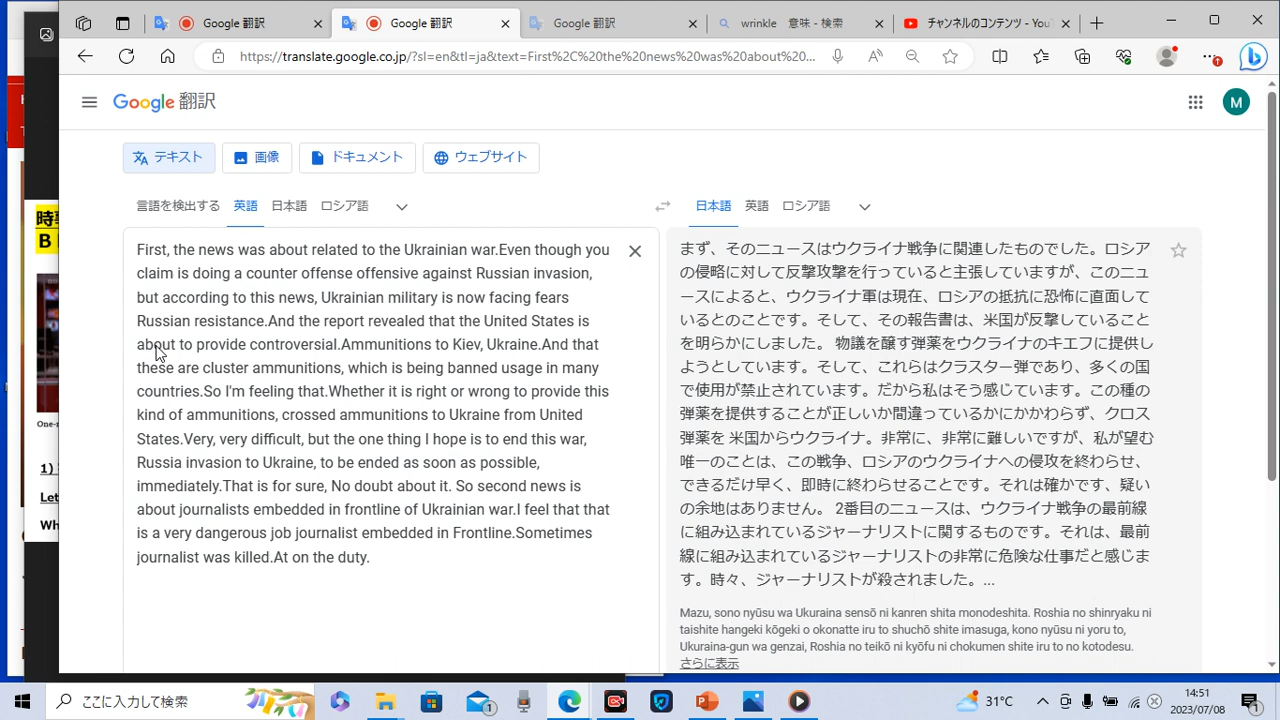 Google 翻訳
Google 翻訳
Google 翻訳
wrinkle 意味 - 検索
チャンネルのコンテンツ - You
https://translate.google.co.jp/?sl=en&tl=ja&text=First%2C%20the%20news%20was%20about%20...
Google 翻訳
M
テキスト
画像
ドキュメント
ウェブサイト
言語を検出する 英語 日本語 ロシア語
日本語 英語 ロシア語
First, the news was about related to the Ukrainian war.Even though you
claim is doing a counter offense offensive against Russian invasion,
but according to this news, Ukrainian military is now facing fears
Russian resistance.And the report revealed that the United States is
about to provide controversial.Ammunitions to Kiev, Ukraine.And that
these are cluster ammunitions, which is being banned usage in many
countries.So I'm feeling that.Whether it is right or wrong to provide this
kind of ammunitions, crossed ammunitions to Ukraine from United
States.Very, very difficult, but the one thing I hope is to end this war,
Russia invasion to Ukraine, to be ended as soon as possible,
immediately.That is for sure, No doubt about it. So second news is
about journalists embedded in frontline of Ukrainian war.I feel that that
is a very dangerous job journalist embedded in Frontline.Sometimes
journalist was killed.At on the duty.
まず、そのニュースはウクライナ戦争に関連したものでした。ロシア
の侵略に対して反撃攻撃を行っていると主張していますが、このニュ
ースによると、ウクライナ軍は現在、ロシアの抵抗に恐怖に直面して
いるとのことです。そして、その報告書は、米国が反撃していること
を明らかにしました。 物議を醸す弾薬をウクライナのキエフに提供し
ようとしています。そして、これらはクラスター弾であり、多くの国
で使用が禁止されています。だから私はそう感じています。この種の
弾薬を提供することが正しいか間違っているかにかかわらず、クロス
弾薬を 米国からウクライナ。非常に、非常に難しいですが、私が望む
唯一のことは、この戦争、ロシアのウクライナへの侵攻を終わらせ、
できるだけ早く、即時に終わらせることです。それは確かです、疑い
の余地はありません。 2番目のニュースは、ウクライナ戦争の最前線
に組み込まれているジャーナリストに関するものです。それは、最前
線に組み込まれているジャーナリストの非常に危険な仕事だと感じま
す。時々、ジャーナリストが殺されました。...
Mazu, sono nyūsu wa Ukuraina sensō ni kanren shita monodeshita. Roshia no shinryaku ni
taishite hangeki kōgeki o okonatte iru to shuchō shite imasuga, kono nyūsu ni yoru to,
Ukuraina-gun wa genzai, Roshia no teikō ni kyōfu ni chokumen shite iru to no kotodesu.
さらに表示
時事
B
One-m
1)
Let
Wh
ここに入力して検索
1
31°C
14:51
2023/07/08
1